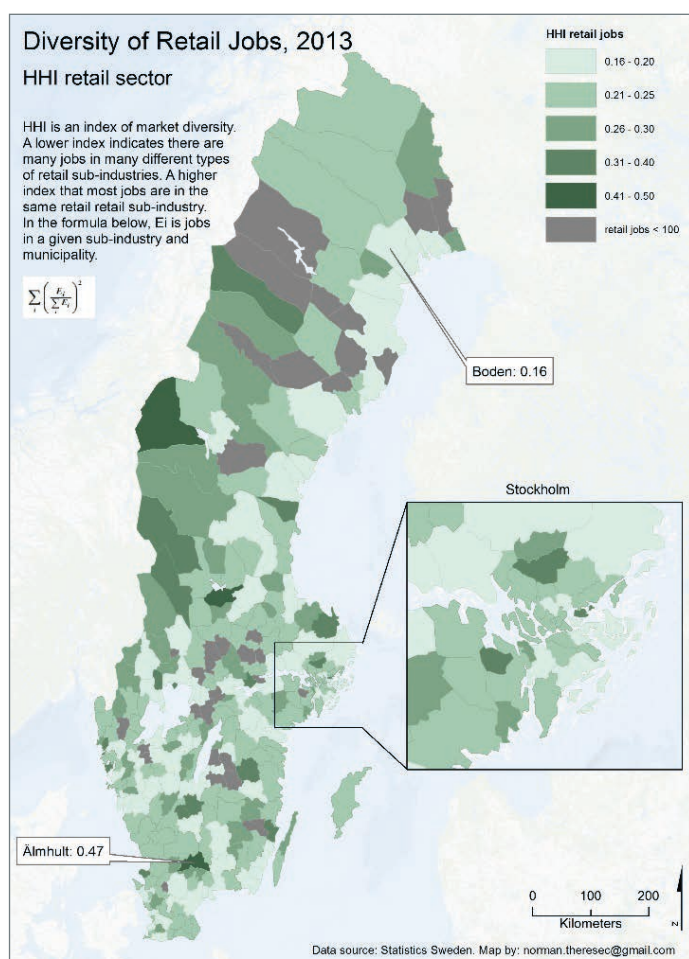 Diversity of Retail Jobs, 2013
HHI retail sector
HHI is an index of market diversity.
A lower index indicates there are
many jobs in many different types
of retail sub-industries. A higher
index that most jobs are in the
same retail retail sub-industry.
In the formula below, Ei is jobs
in a given sub-industry and
municipality.
HHI retail jobs
0.16 - 0.20
0.21 - 0.25
0.26 - 0.30
0.31 - 0.40
0.41 - 0.50
retail jobs < 100
Boden: 0.16
Stockholm
Älmhult: 0.47
0 100 200
Kilometers
N
Data source: Statistics Sweden. Map by: norman.theresec@gmail.com